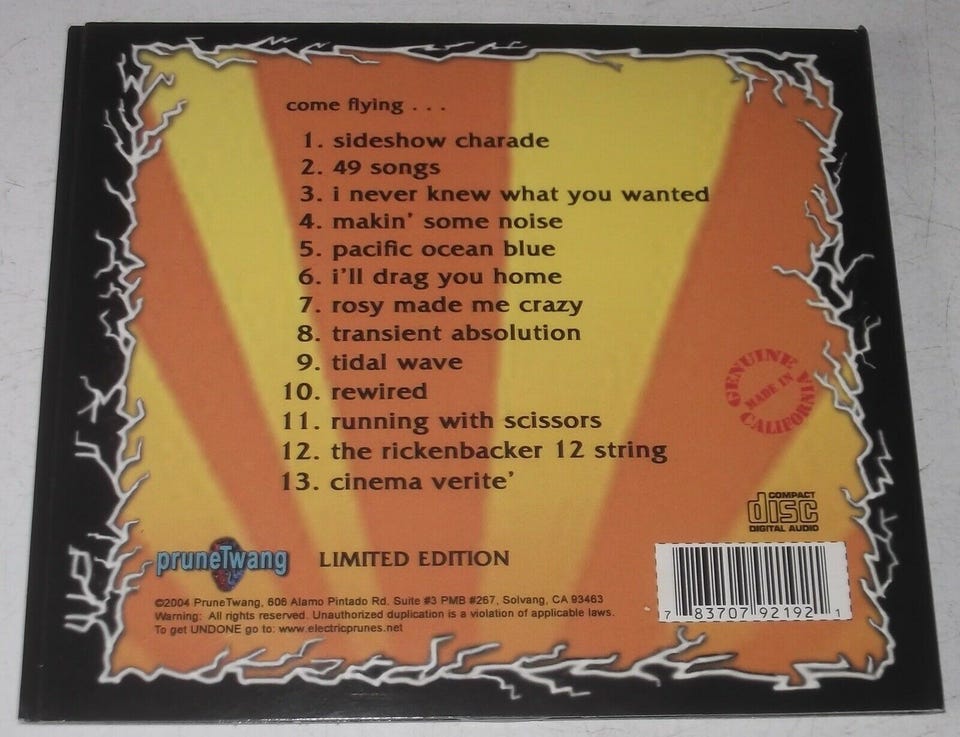 come flying . . .
1. sideshow charade
2. 49 songs
3. i never knew what you wanted
4. makin' some noise
5. pacific ocean blue
6. i'll drag you home
7. rosy made me crazy
8. transient absolution
9. tidal wave
10. rewired
11. running with scissors
12. the rickenbacker 12 string
13. cinema verite'
GENUINE
MADE IN
CALIFORNIA
COMPACT
disc
DIGITAL AUDIO
pruneTwang
LIMITED EDITION
©2004 PruneTwang, 606 Alamo Pintado Rd. Suite #3 PMB #267, Solvang, CA 93463
Warning: All rights reserved. Unauthorized duplication is a violation of applicable laws.
To get UNDONE go to: www.electricprunes.net
7 83707 92192 1